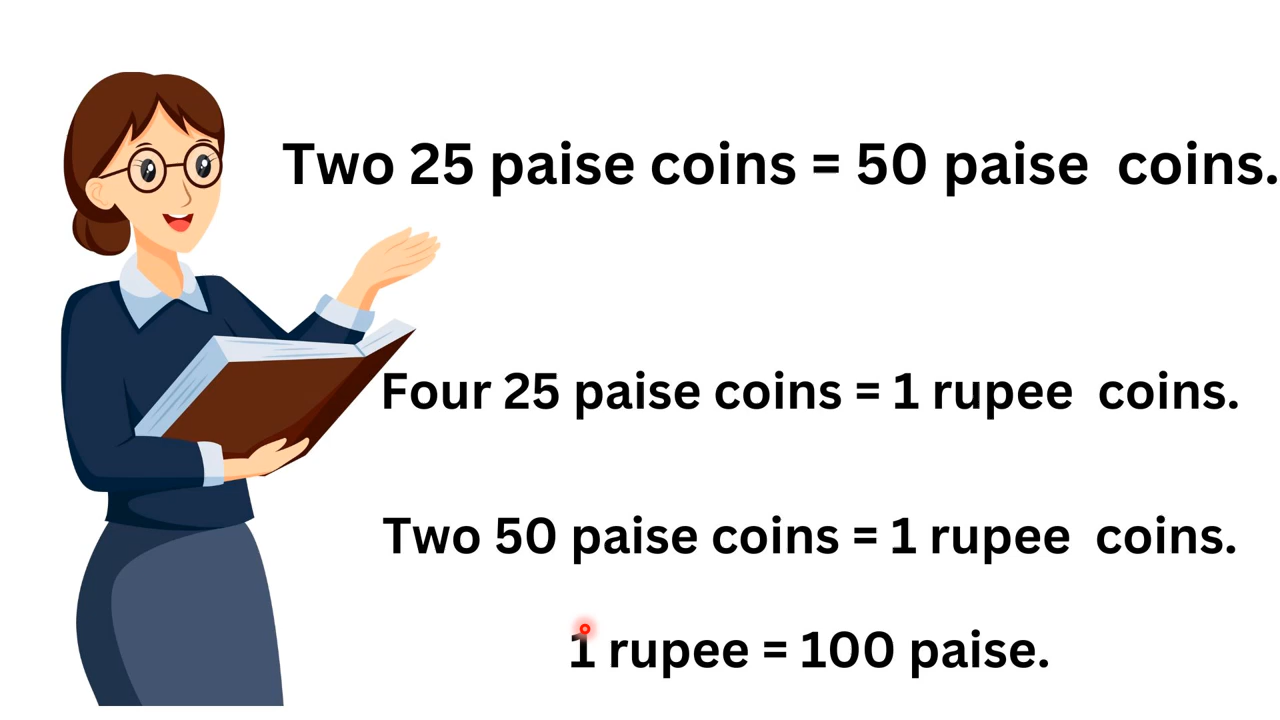 Two 25 paise coins = 50 paise coins.
Four 25 paise coins = 1 rupee coins.
Two 50 paise coins = 1 rupee coins.
1 rupee = 100 paise.